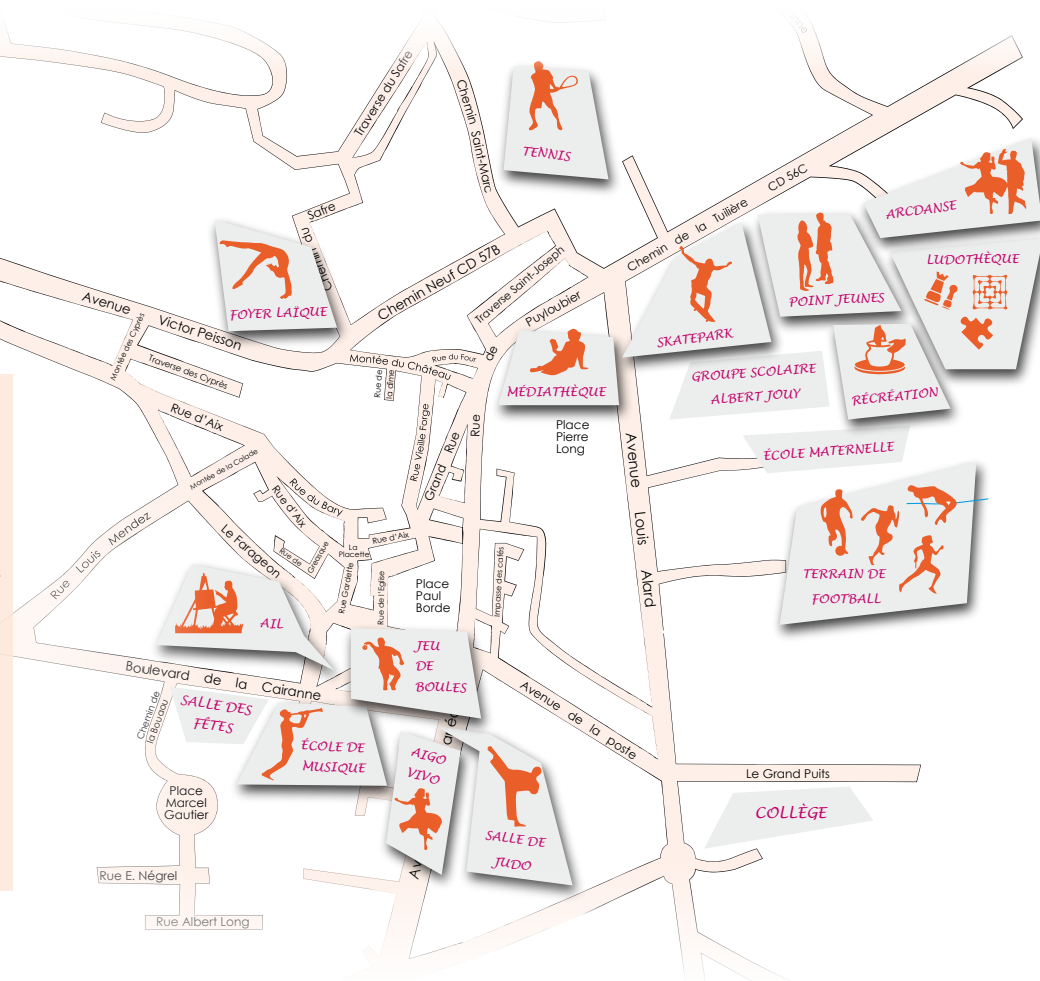 Traverse du Safre
Chemin Saint-Marc
TENNIS
CD 56C
Chemin de la Tuilière
ARCDANSE
Safre
du
Chemin
FOYER LAÏQUE
Chemin Neuf CD 57B
Traverse Saint-Joseph
LUDOTHÈQUE
POINT JEUNES
Avenue Victor Peisson
Puyloubier
de
Rue
SKATEPARK
Montée des Cyprès
Traverse des Cyprès
Montée du Château
Rue du Four
Rue de
la dîme
MÉDIATHÈQUE
GROUPE SCOLAIRE
ALBERT JOUY
RÉCRÉATION
Rue d'Aix
Rue Vieille Forge
Grand Rue
Place
Pierre
Long
Avenue Louis Alard
ÉCOLE MATERNELLE
Montée de la Colade
Rue du Bary
Rue d'Aix
Rue Louis Mendez
Le Farageon
Rue de
Gréasque
La
Placette
Rue d'Aix
Rue Gardette
Rue de l'Eglise
Place
Paul
Borde
Impasse des cafés
TERRAIN DE
FOOTBALL
AIL
JEU
DE
BOULES
Boulevard de la Cairanne
Avenue de la poste
Chemin de
la Bouaou
SALLE DES
FÊTES
ÉCOLE DE
MUSIQUE
AIGO
VIVO
SALLE DE
JUDO
Le Grand Puits
COLLÈGE
Place
Marcel
Gautier
Rue E. Négrel
Rue Albert Long